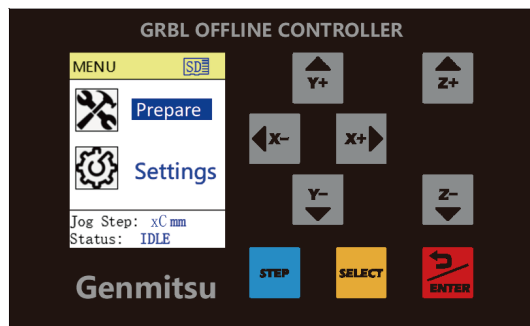 GRBL OFFLINE CONTROLLER
MENU SD
Prepare
Settings
Jog Step: xC mm
Status: IDLE
Genmitsu
Y+
Z+
X-
X+
Y-
Z-
STEP
SELECT
ENTER